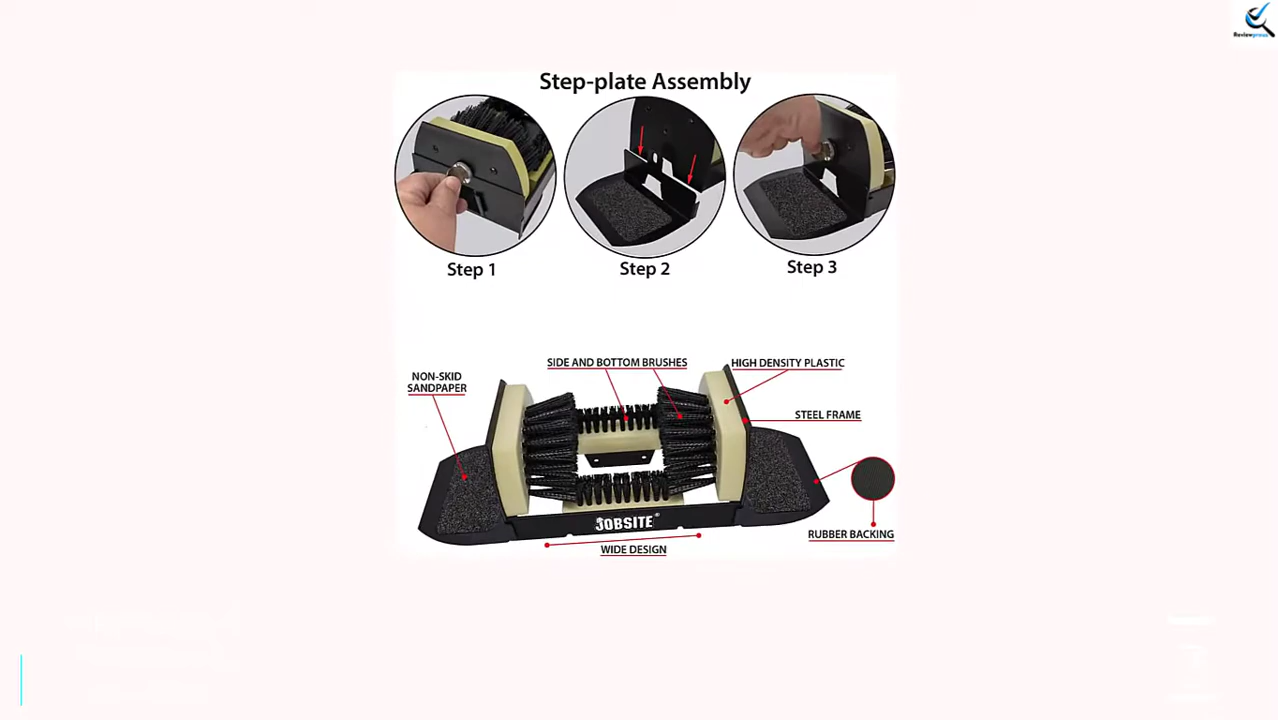 Reviewyrous
Step-plate Assembly
Step 1
Step 2
Step 3
SIDE AND BOTTOM BRUSHES
HIGH DENSITY PLASTIC
NON-SKID
SANDPAPER
STEEL FRAME
JOBSITE
RUBBER BACKING
WIDE DESIGN